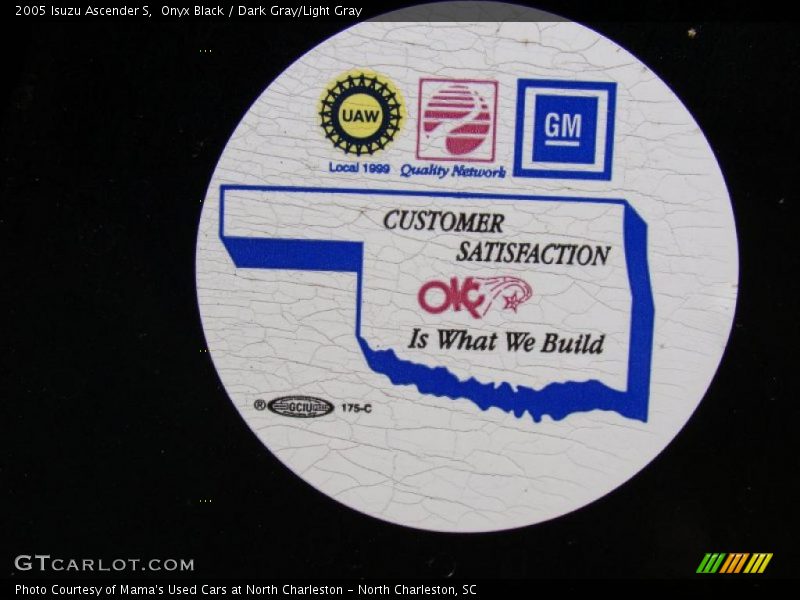 2005 Isuzu Ascender S,  Onyx Black / Dark Gray/Light Gray
UAW
GM
Local 1999
Quality Network
CUSTOMER
SATISFACTION
OKC
Is What We Build
® GCIU 175-C
GTCARLOT.COM
Photo Courtesy of Mama's Used Cars at North Charleston - North Charleston, SC